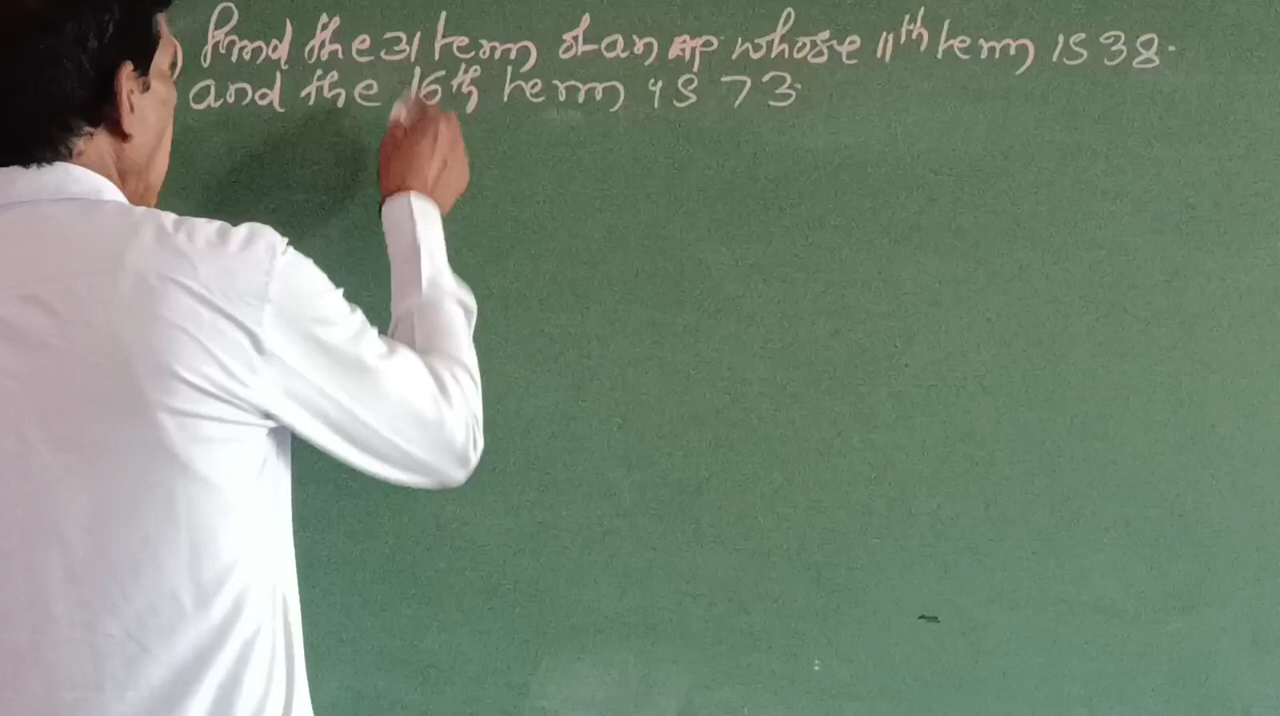 ) Find the 31 term of an AP whose 11th term is 38.
and the 16th term is 73.